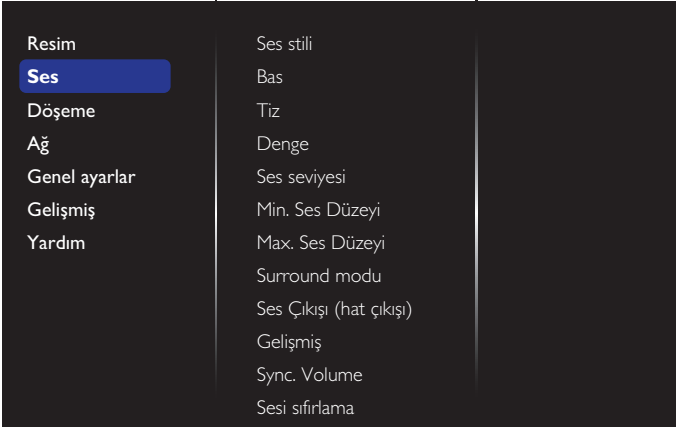 Resim
Ses
Döşeme
Ağ
Genel ayarlar
Gelişmiş
Yardım
Ses stili
Bas
Tiz
Denge
Ses seviyesi
Min. Ses Düzeyi
Max. Ses Düzeyi
Surround modu
Ses Çıkışı (hat çıkışı)
Gelişmiş
Sync. Volume
Sesi sıfırlama